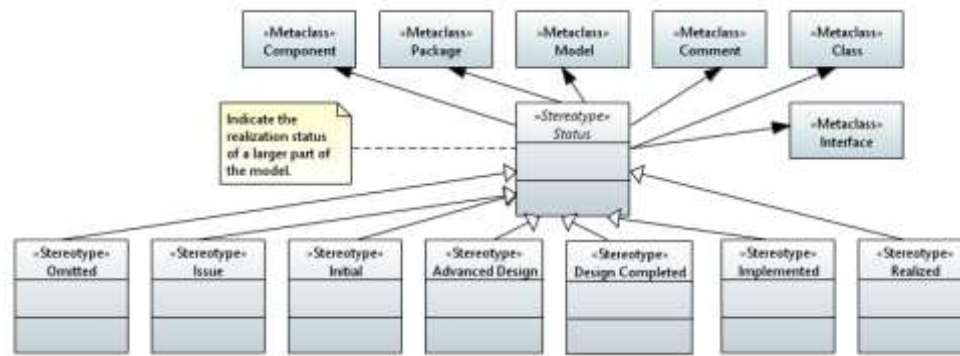 «Metaclass»
Component
«Metaclass»
Package
«Metaclass»
Model
«Metaclass»
Comment
«Metaclass»
Class
Indicate the
realization status
of a larger part of
the model.
«Stereotype»
Status
«Metaclass»
Interface
«Stereotype»
Omitted
«Stereotype»
Issue
«Stereotype»
Initial
«Stereotype»
Advanced Design
«Stereotype»
Design Completed
«Stereotype»
Implemented
«Stereotype»
Realized